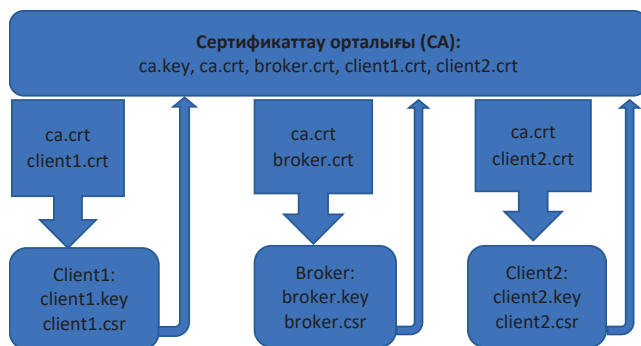 Сертификаттау орталығы (CA):
ca.key, ca.crt, broker.crt, client1.crt, client2.crt
ca.crt
client1.crt
ca.crt
broker.crt
ca.crt
client2.crt
Client1:
client1.key
client1.csr
Broker:
broker.key
broker.csr
Client2:
client2.key
client2.csr